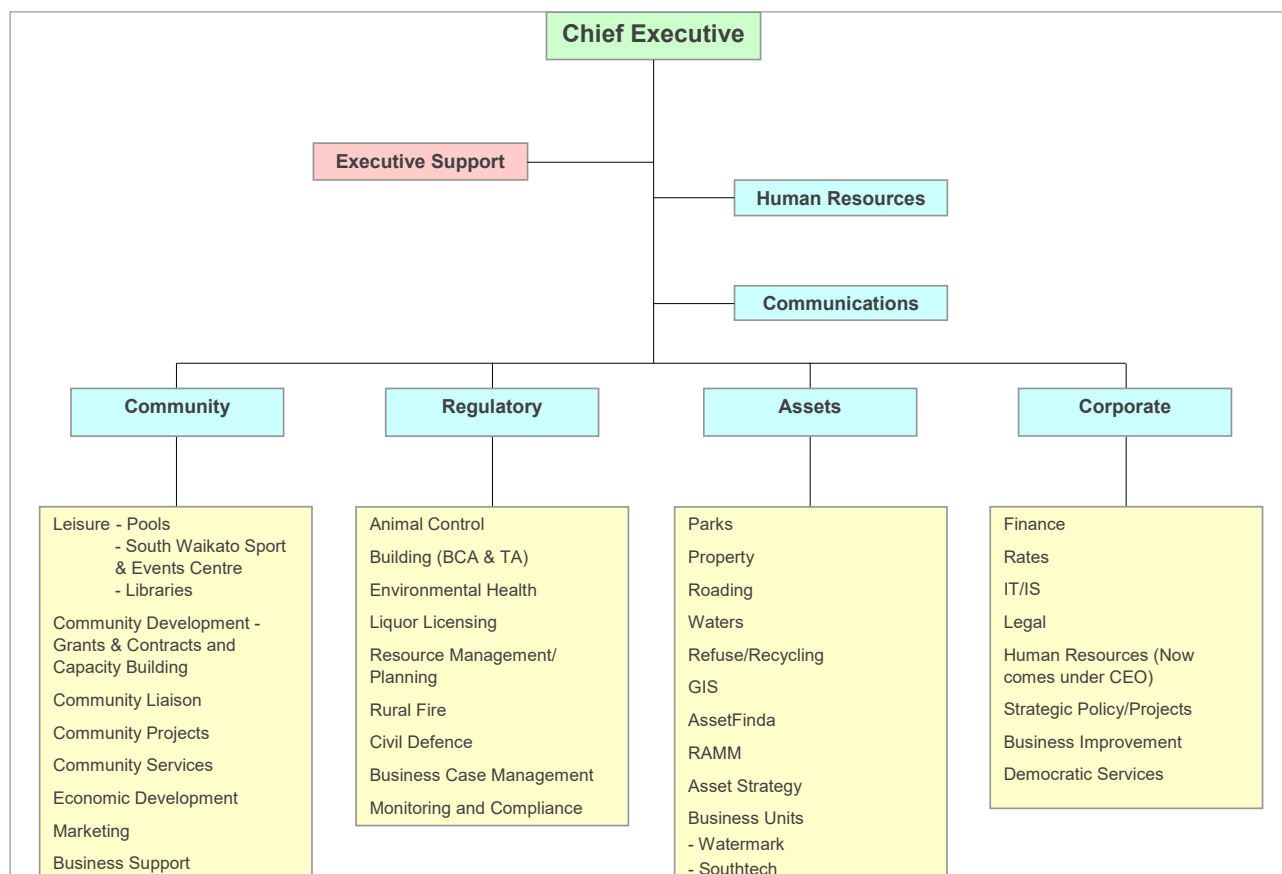 Chief Executive
Executive Support
Human Resources
Communications
Community
Regulatory
Assets
Corporate
Leisure - Pools
- South Waikato Sport
& Events Centre
- Libraries
Community Development -
Grants & Contracts and
Capacity Building
Community Liaison
Community Projects
Community Services
Economic Development
Marketing
Business Support
Animal Control
Building (BCA & TA)
Environmental Health
Liquor Licensing
Resource Management/
Planning
Rural Fire
Civil Defence
Business Case Management
Monitoring and Compliance
Parks
Property
Roading
Waters
Refuse/Recycling
GIS
AssetFinda
RAMM
Asset Strategy
Business Units
- Watermark
- Southtech
Finance
Rates
IT/IS
Legal
Human Resources (Now
comes under CEO)
Strategic Policy/Projects
Business Improvement
Democratic Services